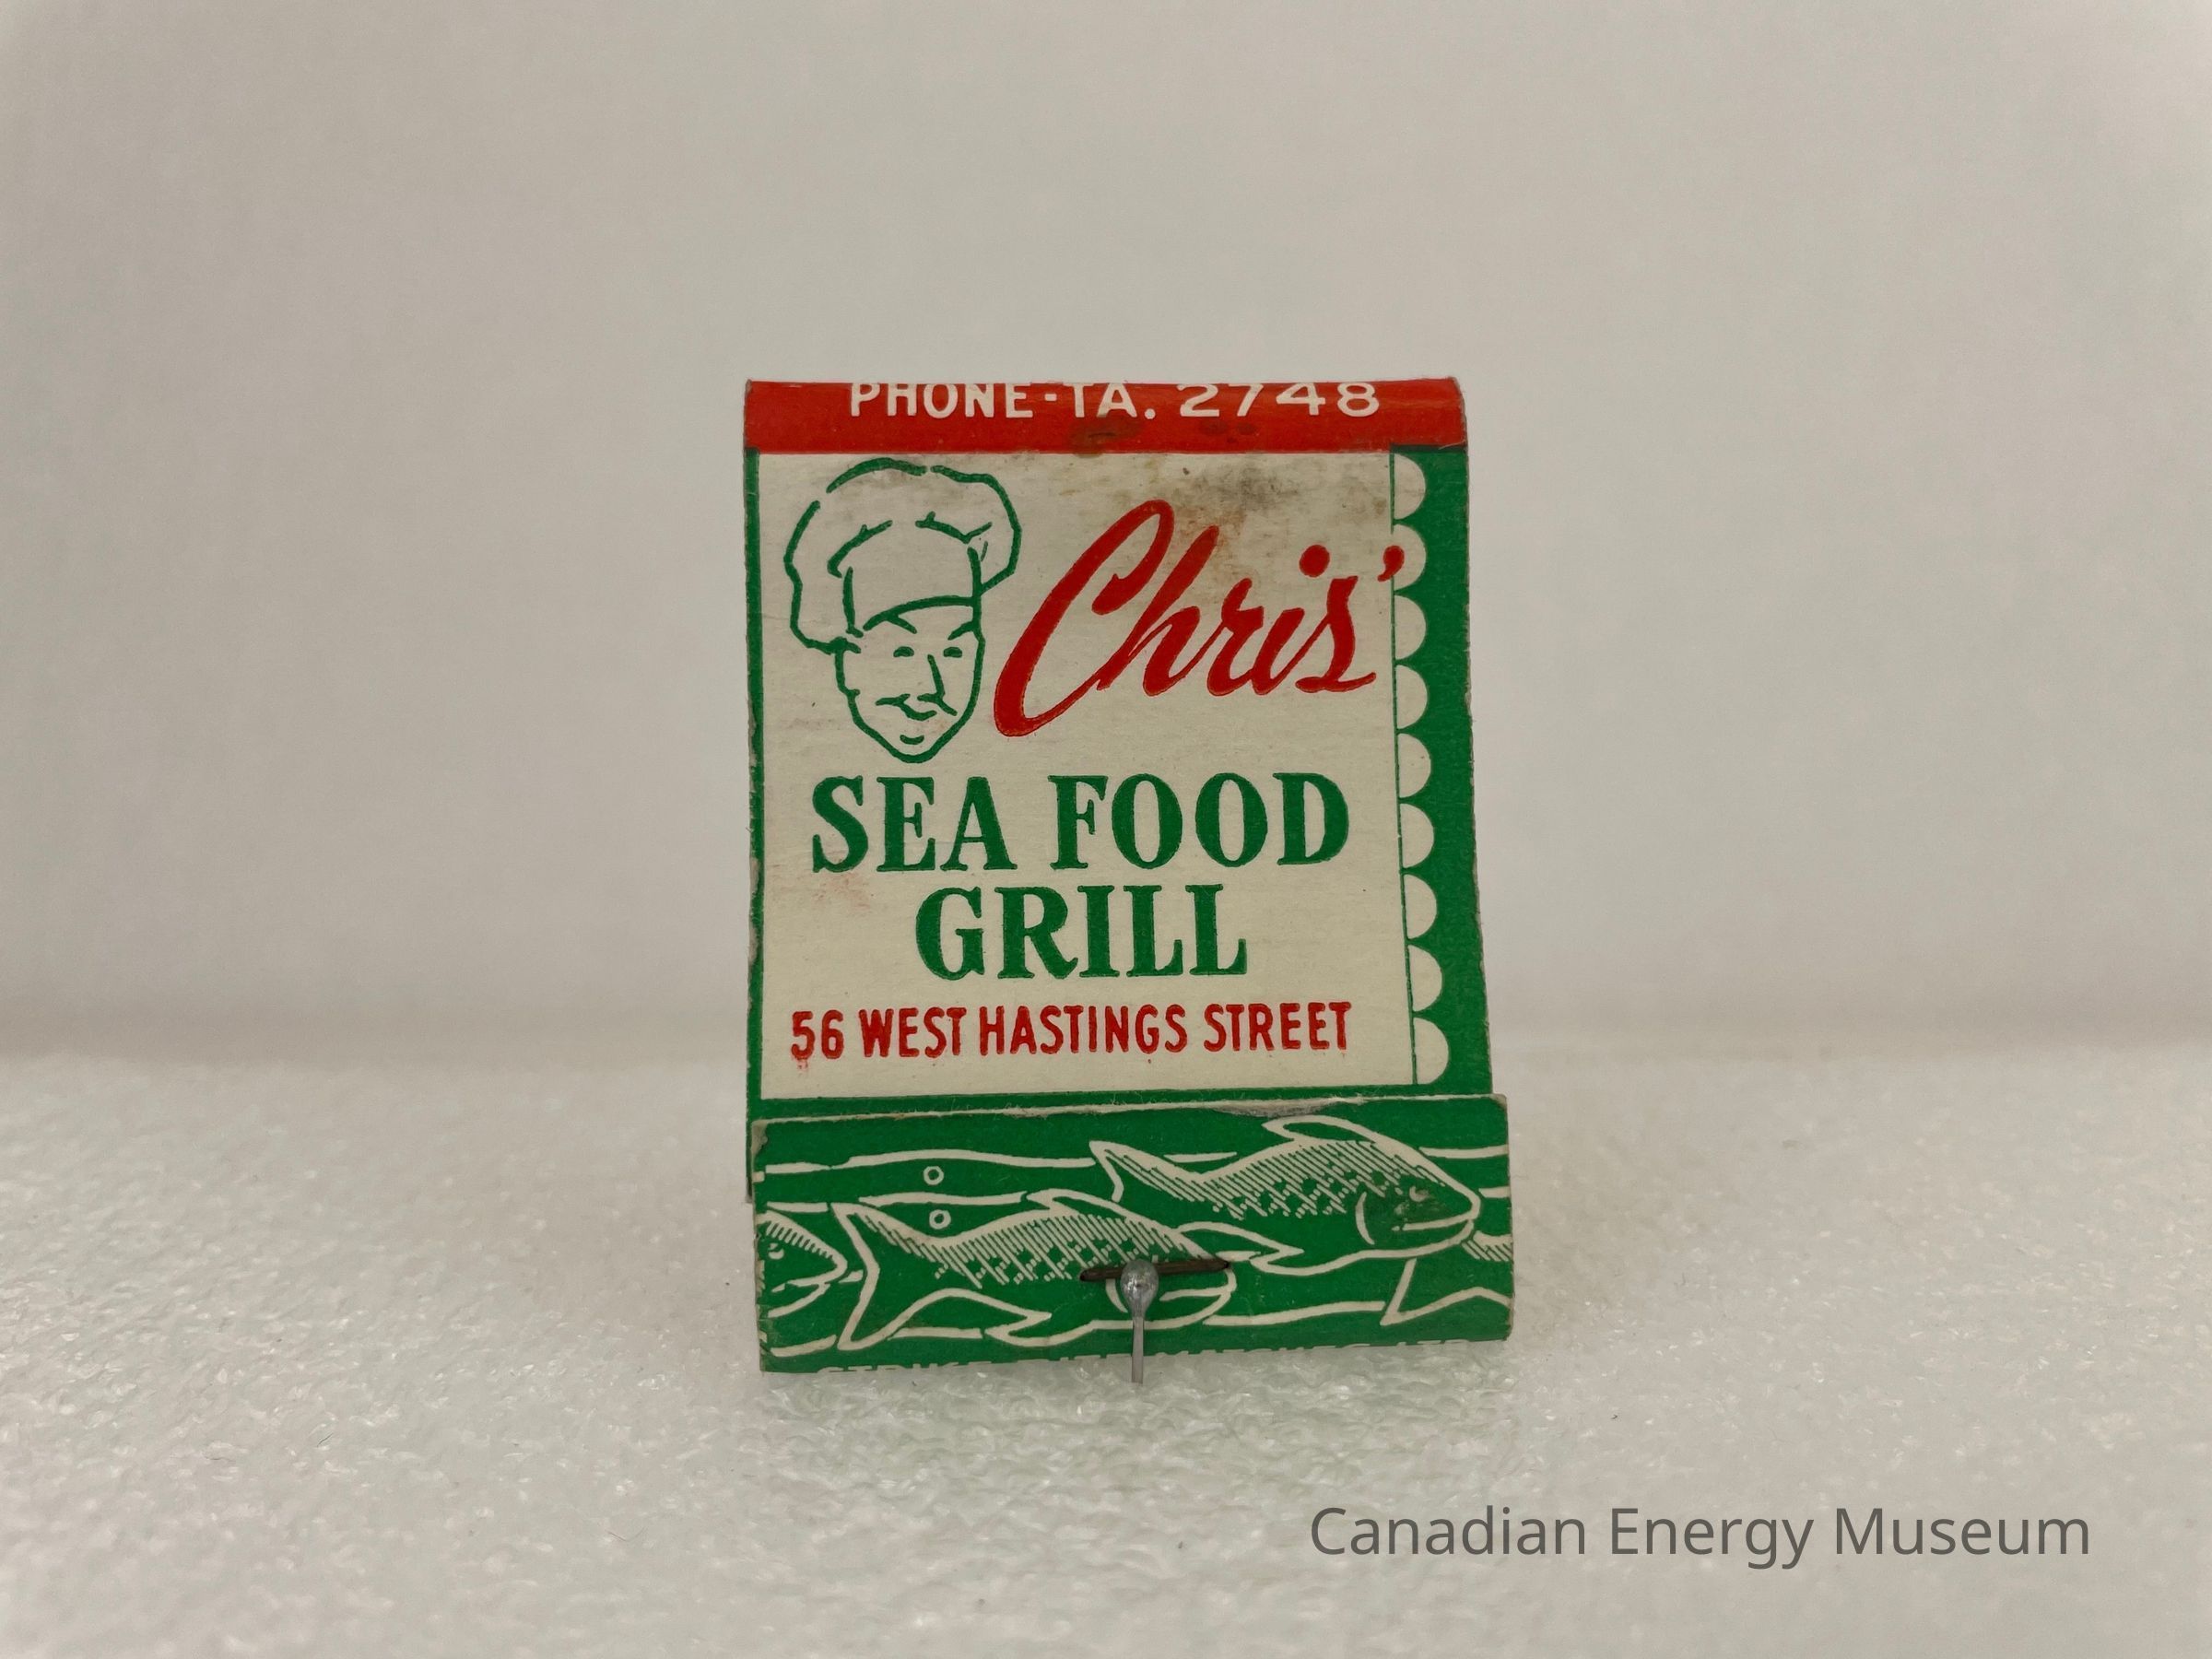 PHONE-TA. 2748
Chris'
SEA FOOD
GRILL
56 WEST HASTINGS STREET
Canadian Energy Museum